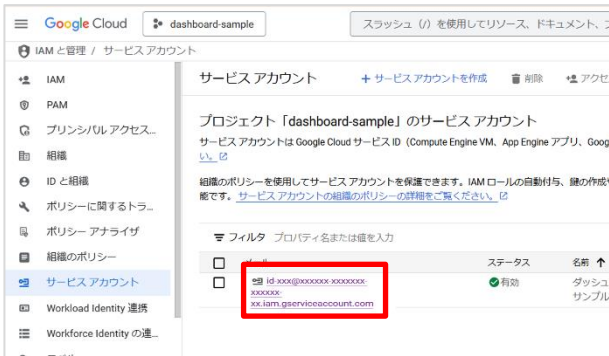 Google Cloud
dashboard-sample
スラッシュ（/）を使用してリソース、ドキュメント、
IAM と管理 / サービス アカウント
IAM
PAM
プリンシパル アクセス...
組織
ID と組織
ポリシーに関するトラ...
ポリシー アナライザ
組織のポリシー
サービス アカウント
Workload Identity 連携
Workforce Identity の連...
サービス アカウント
+ サービス アカウントを作成
削除
アクセ
プロジェクト「dashboard-sample」のサービス アカウント
サービス アカウントは Google Cloud サービス ID（Compute Engine VM、App Engine アプリ、Goog
い。
組織のポリシーを使用してサービス アカウントを保護できます。IAM ロールの自動付与、鍵の作成や
能です。サービス アカウントの組織のポリシーの詳細をご覧ください。
フィルタ プロパティ名または値を入力
ステータス
名前 ↑
id-xxx@xxxxxx-xxxxxxx-
xxxxxx-
xx.iam.gserviceaccount.com
有効
ダッシュ
サンプル